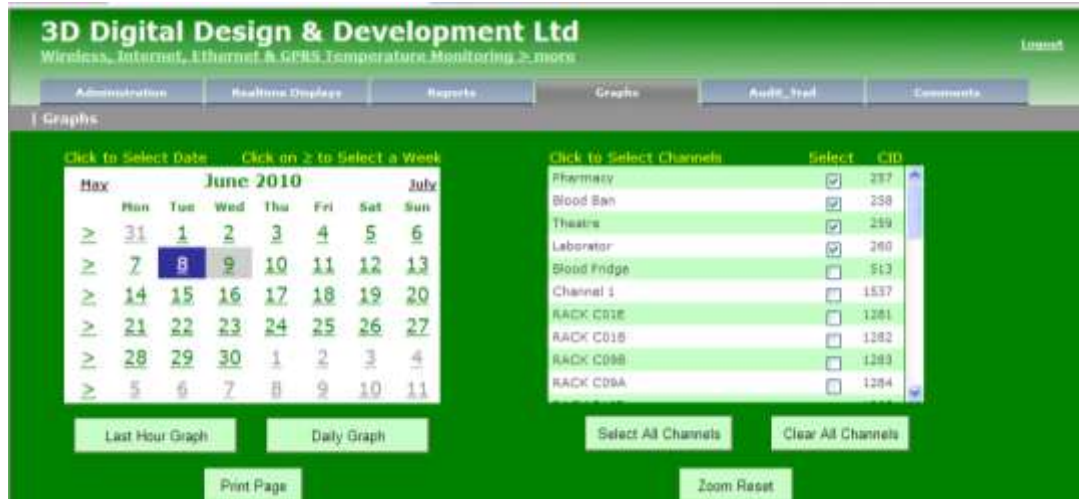 3D Digital Design & Development Ltd
Wireless, Internet, Ethernet & GPRS Temperature Monitoring > more
Logout
Administration Realtime Displays Reports Graphs Audit_Trail Comments
| Graphs
Click to Select Date Click on ≥ to Select a Week
May June 2010 July
Mon Tue Wed Thu Fri Sat Sun
> 31 1 2 3 4 5 6
> 7 8 9 10 11 12 13
> 14 15 16 17 18 19 20
> 21 22 23 24 25 26 27
> 28 29 30 1 2 3 4
> 5 6 7 8 9 10 11
Last Hour Graph Daily Graph
Print Page
Click to Select Channels Select CID
Pharmacy 257
Blood Ban 258
Theatre 259
Laborator 260
Blood Fridge 513
Channel 1 1537
RACK C01E 1281
RACK C01B 1282
RACK C09B 1283
RACK C09A 1284
Select All Channels Clear All Channels
Zoom Reset